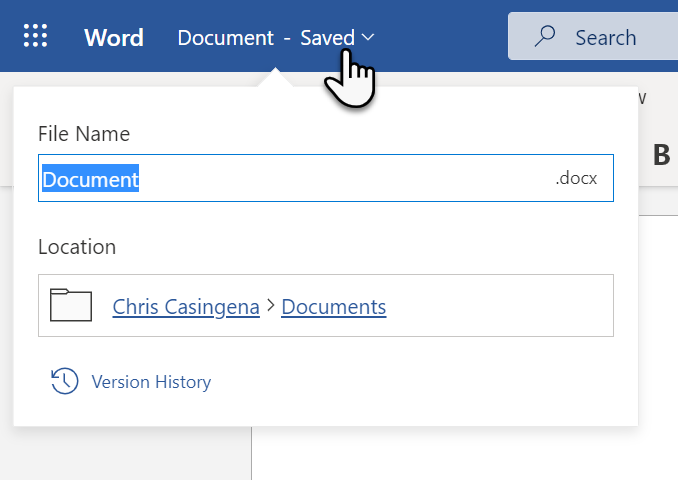 Word Document - Saved Search
File Name
B
Document .docx
Location
Chris Casingena > Documents
Version History